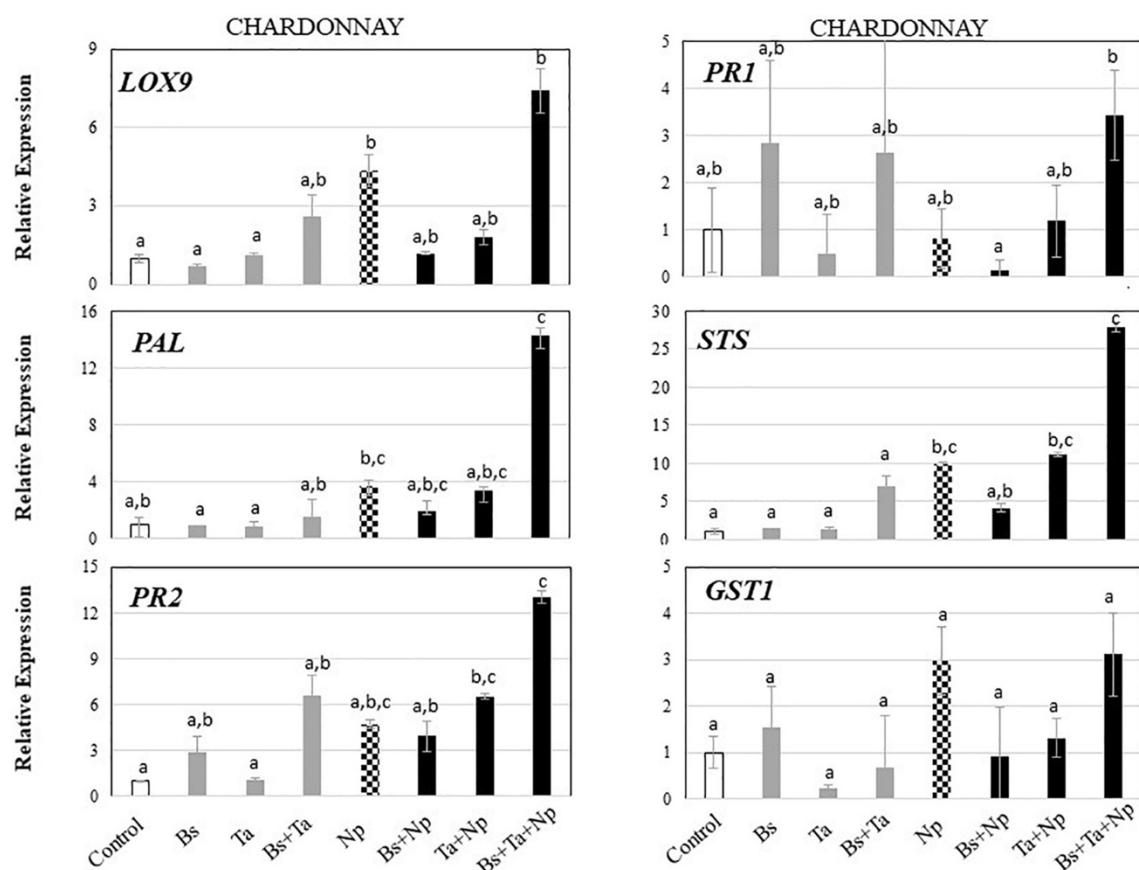 CHARDONNAY
Relative Expression
LOX9
9
6
3
0
a
a
a
a,b
b
a,b
a,b
b
Relative Expression
PAL
16
12
8
4
0
a,b
a
a
a,b
b,c
a,b,c
a,b,c
c
Relative Expression
PR2
15
12
9
6
3
0
a
a,b
a
a,b
a,b,c
a,b
b,c
c
Control
Bs
Ta
Bs+Ta
Np
Bs+Np
Ta+Np
Bs+Ta+Np
CHARDONNAY
PR1
5
4
3
2
1
0
a,b
a,b
a,b
a,b
a,b
a
a,b
b
STS
30
25
20
15
10
5
0
a
a
a
a
b,c
a,b
b,c
c
GST1
5
4
3
2
1
0
a
a
a
a
a
a
a
a
Control
Bs
Ta
Bs+Ta
Np
Bs+Np
Ta+Np
Bs+Ta+Np